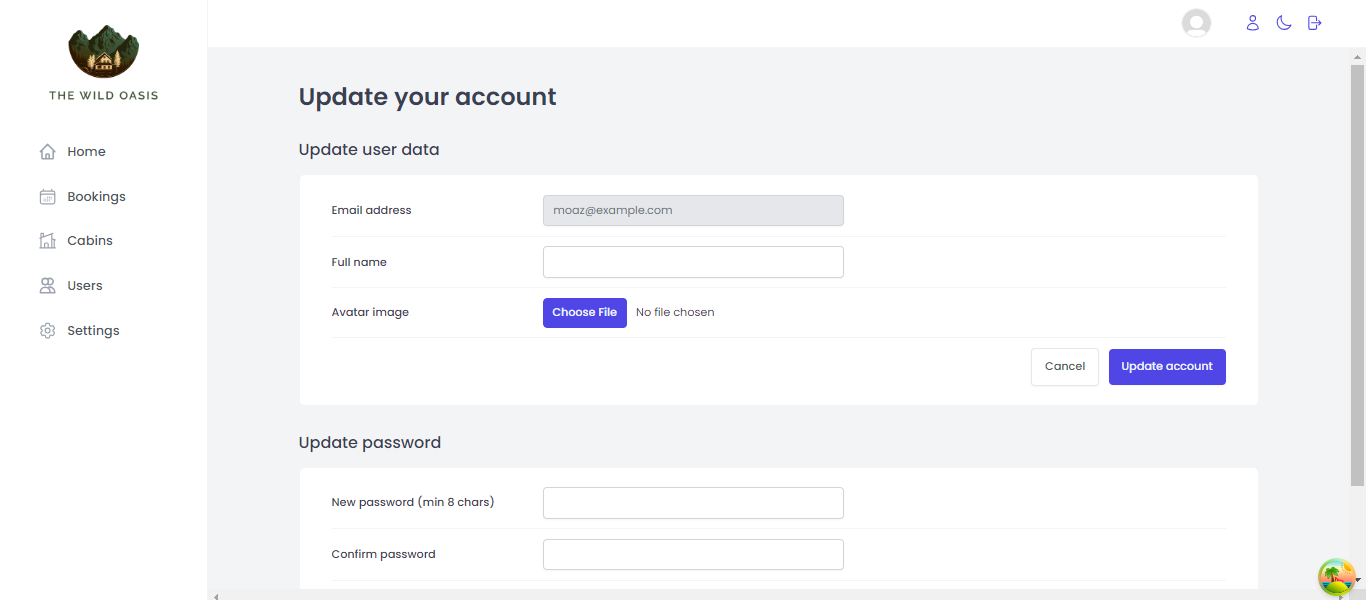 THE WILD OASIS
Home
Bookings
Cabins
Users
Settings
Update your account
Update user data
Email address moaz@example.com
Full name
Avatar image Choose File No file chosen
Cancel Update account
Update password
New password (min 8 chars)
Confirm password